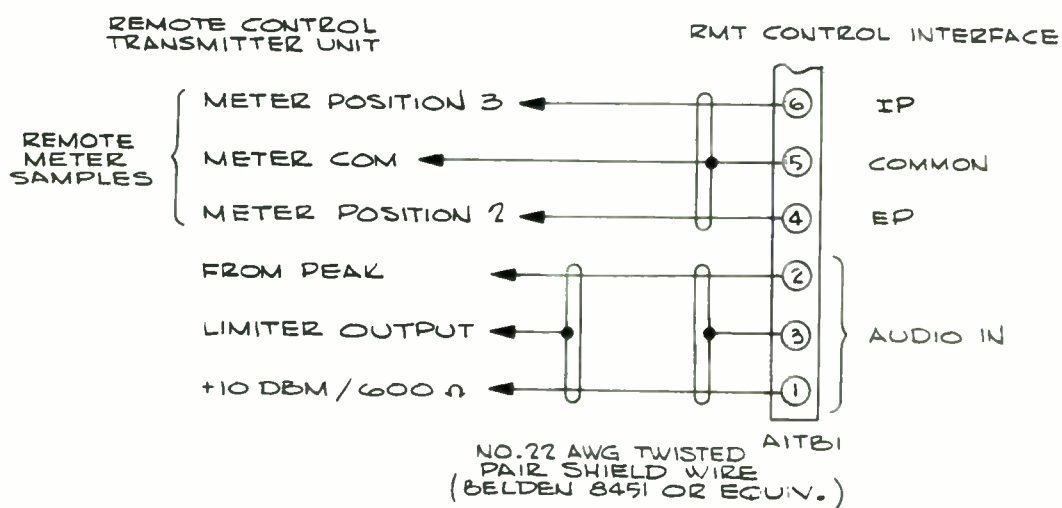 REMOTE CONTROL
TRANSMITTER UNIT
RMT CONTROL INTERFACE
REMOTE
METER
SAMPLES
METER POSITION 3
6
IP
METER COM
5
COMMON
METER POSITION 2
4
EP
FROM PEAK
2
LIMITER OUTPUT
3
AUDIO IN
+10 DBM/600 Ω
1
A1TB1
NO.22 AWG TWISTED
PAIR SHIELD WIRE
(BELDEN 8451 OR EQUIV.)